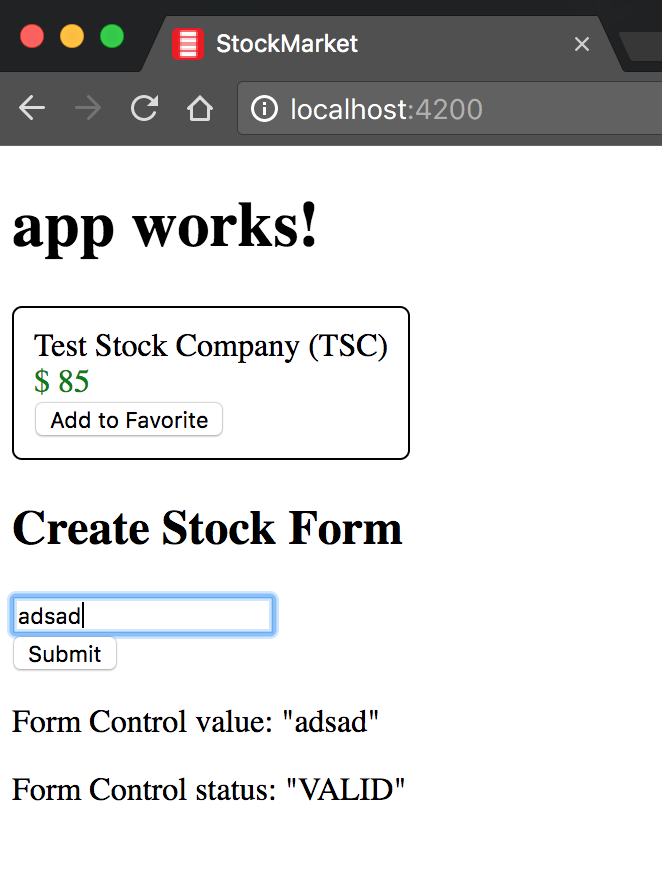 StockMarket
localhost:4200
app works!
Test Stock Company (TSC)
$ 85
Add to Favorite
Create Stock Form
adsad
Submit
Form Control value: "adsad"
Form Control status: "VALID"